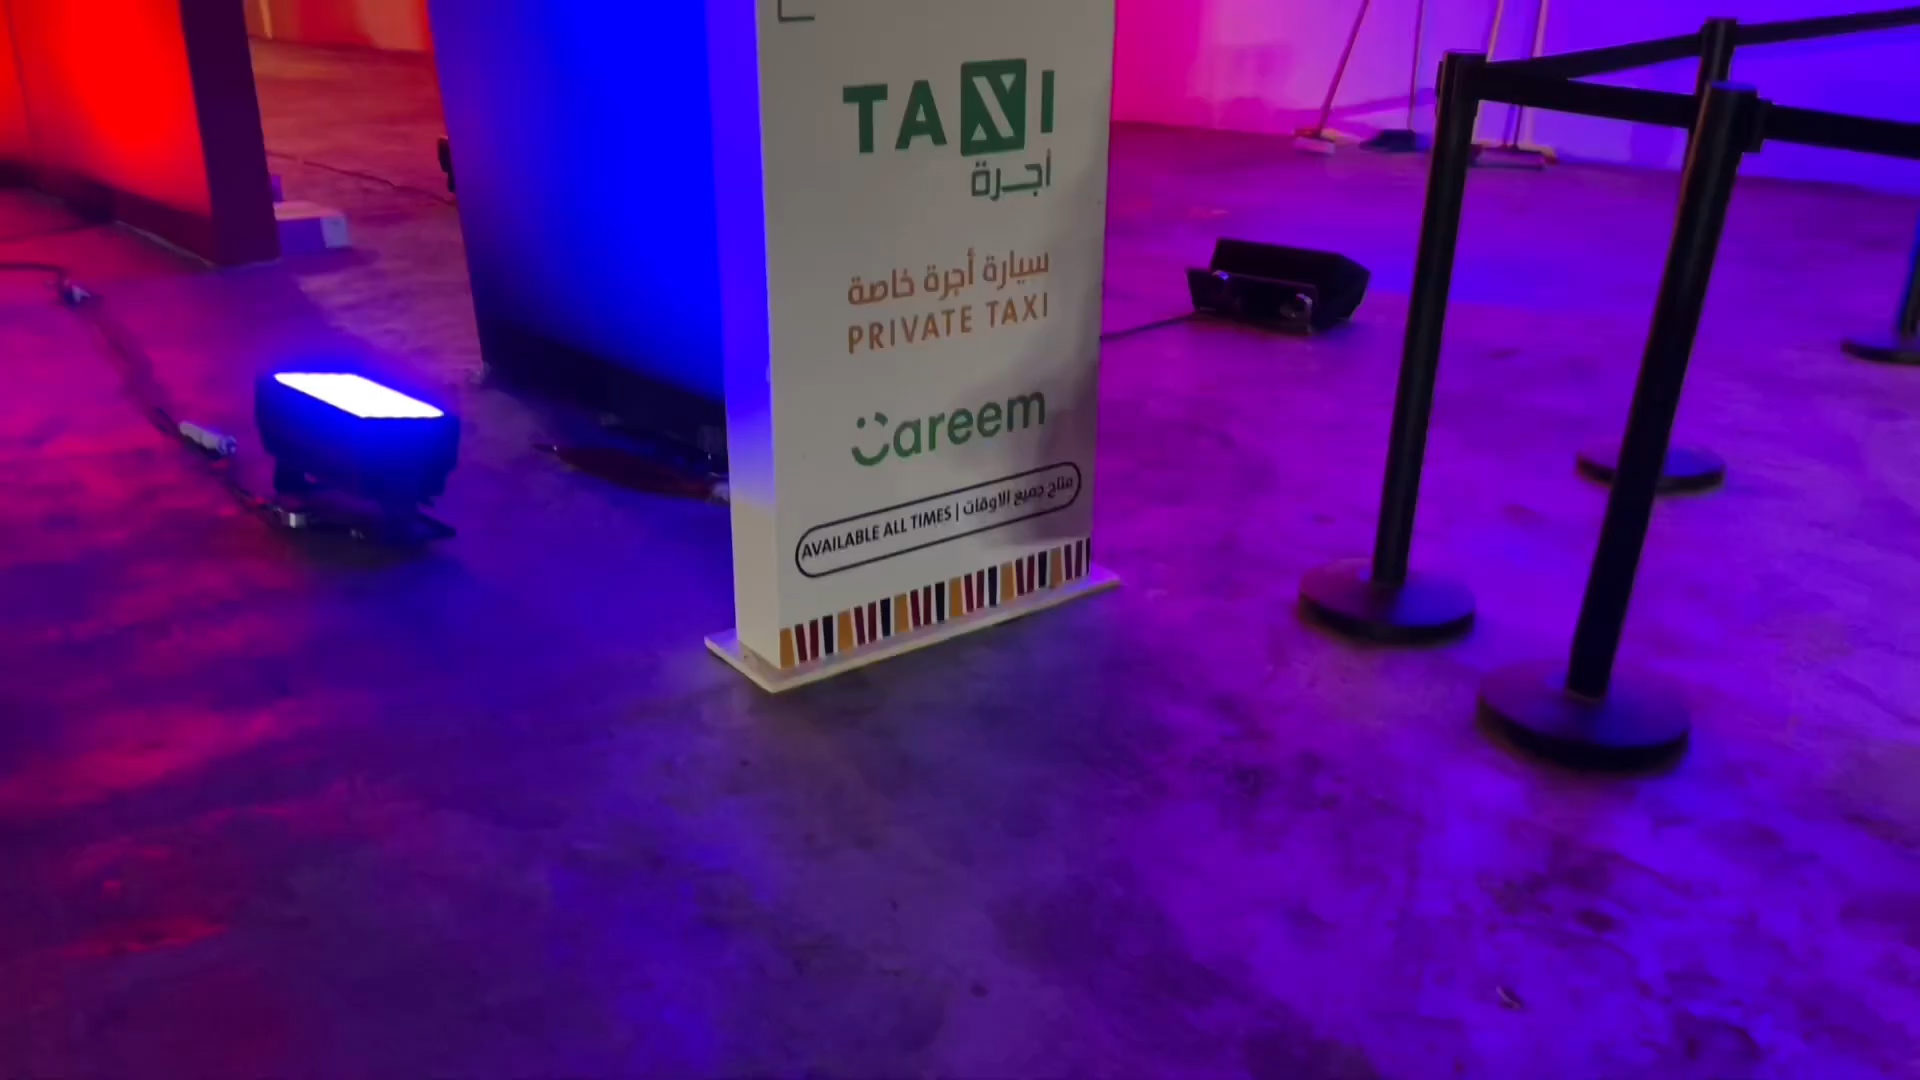 TAXI
أجرة
سيارة أجرة خاصة
PRIVATE TAXI
Careem
AVAILABLE ALL TIMES | متاح جميع الاوقات